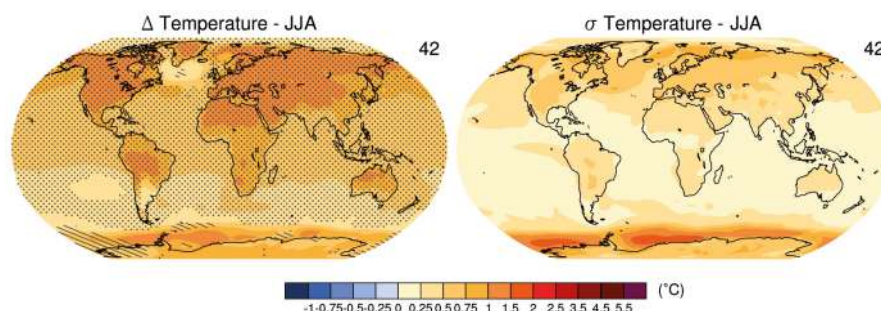 Δ Temperature - JJA
σ Temperature - JJA
42
42
(°C)
-1-0.75-0.5-0.25 0 0.25 0.5 0.75 1 1.5 2 2.5 3.5 4.5 5.5